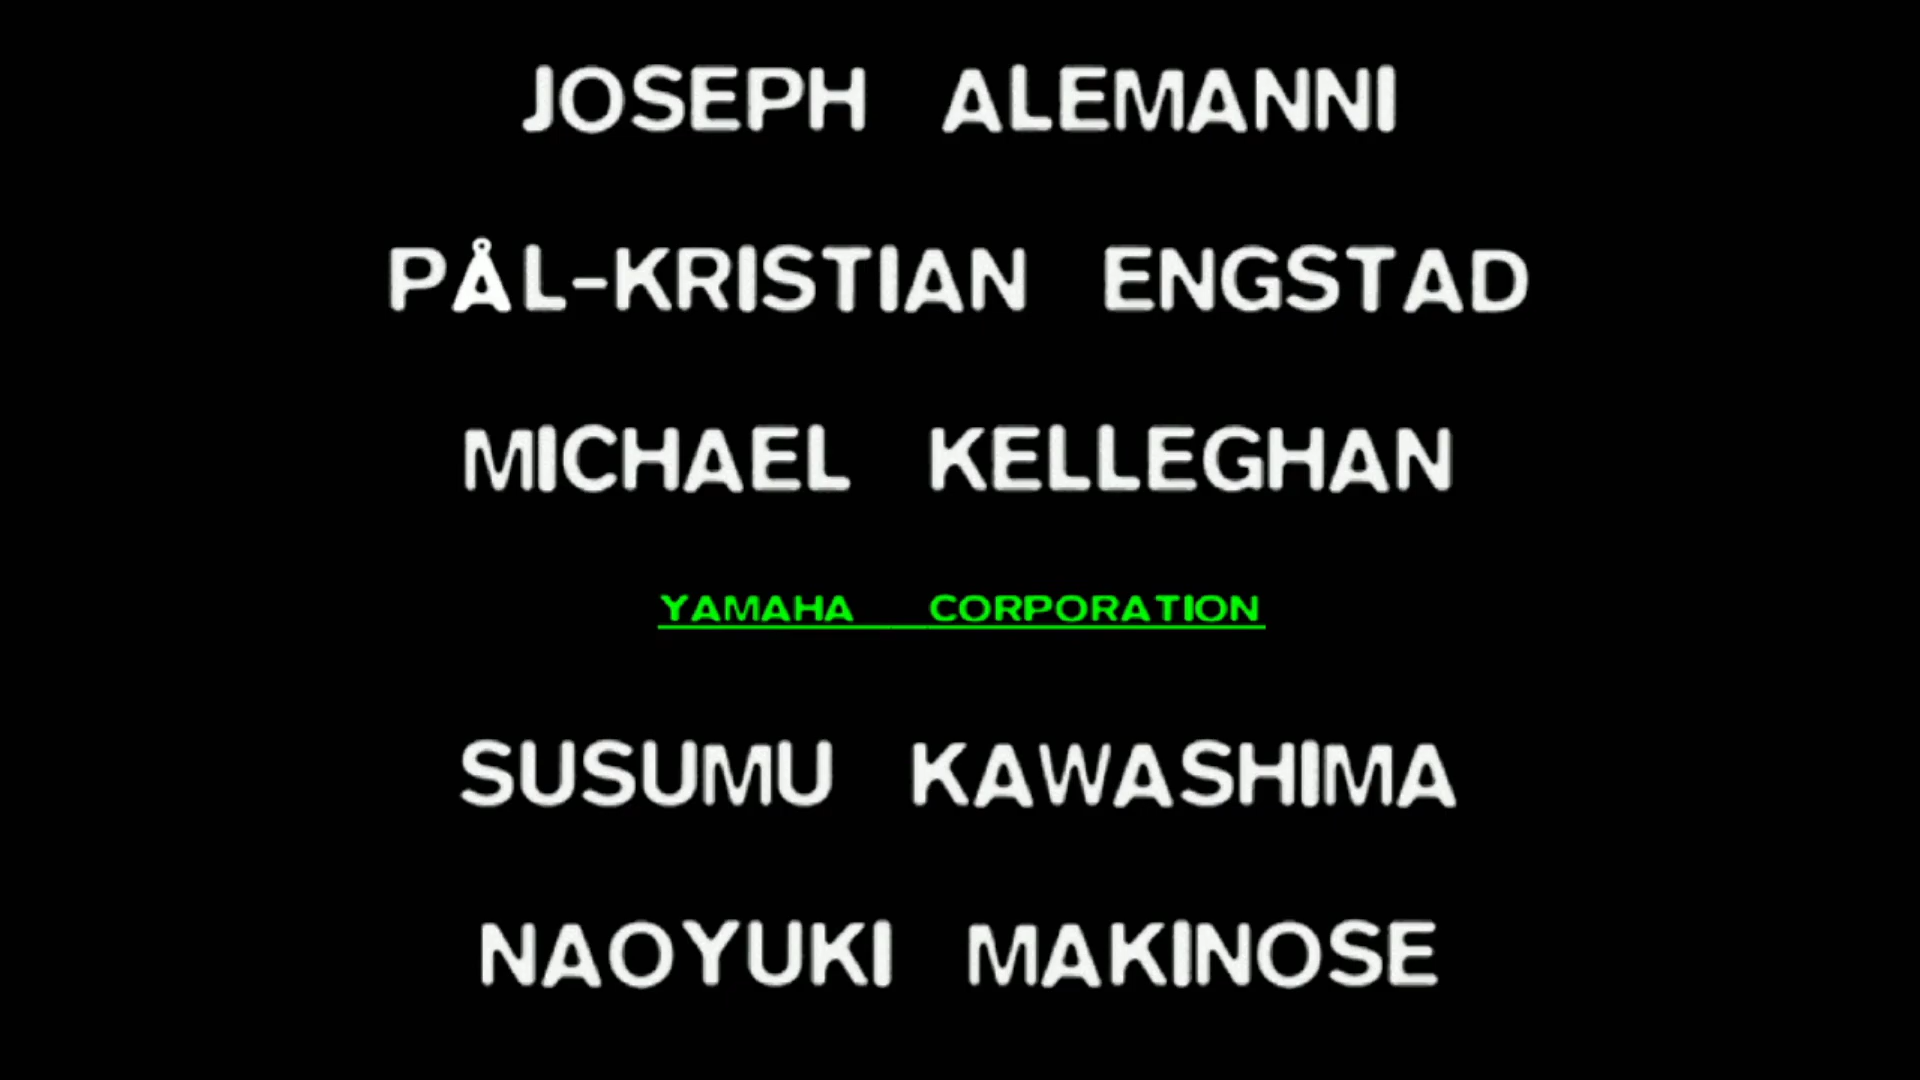 JOSEPH ALEMANNI
PÅL-KRISTIAN ENGSTAD
MICHAEL KELLEGHAN
YAMAHA CORPORATION
SUSUMU KAWASHIMA
NAOYUKI MAKINOSE